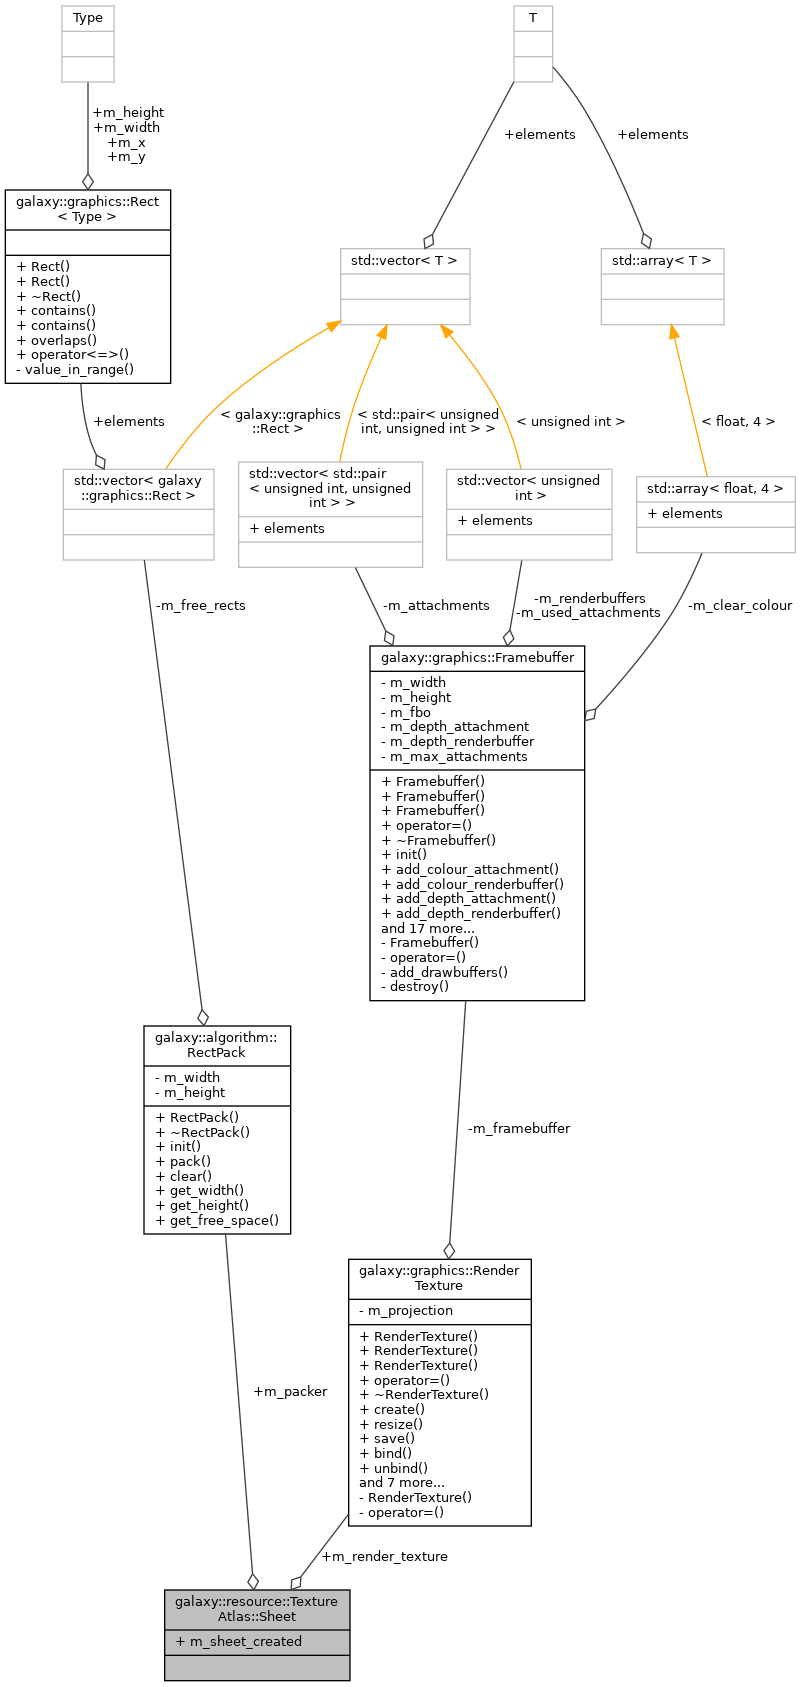 Type
T
+m_height
+m_width
+m_x
+m_y
+elements
+elements
galaxy::graphics::Rect
< Type >
+ Rect()
+ Rect()
+ ~Rect()
+ contains()
+ contains()
+ overlaps()
+ operator<=>()
- value_in_range()
std::vector< T >
std::array< T >
+elements
< galaxy::graphics
::Rect >
< std::pair< unsigned
int, unsigned int > >
< unsigned int >
< float, 4 >
std::vector< galaxy
::graphics::Rect >
std::vector< std::pair
< unsigned int, unsigned
int > >
+ elements
std::vector< unsigned
int >
+ elements
std::array< float, 4 >
+ elements
-m_free_rects
-m_attachments
-m_renderbuffers
-m_used_attachments
-m_clear_colour
galaxy::graphics::Framebuffer
- m_width
- m_height
- m_fbo
- m_depth_attachment
- m_depth_renderbuffer
- m_max_attachments
+ Framebuffer()
+ Framebuffer()
+ Framebuffer()
+ operator=()
+ ~Framebuffer()
+ init()
+ add_colour_attachment()
+ add_colour_renderbuffer()
+ add_depth_attachment()
+ add_depth_renderbuffer()
and 17 more...
- Framebuffer()
- operator=()
- add_drawbuffers()
- destroy()
galaxy::algorithm::
RectPack
- m_width
- m_height
+ RectPack()
+ ~RectPack()
+ init()
+ pack()
+ clear()
+ get_width()
+ get_height()
+ get_free_space()
-m_framebuffer
galaxy::graphics::Render
Texture
- m_projection
+ RenderTexture()
+ RenderTexture()
+ RenderTexture()
+ operator=()
+ ~RenderTexture()
+ create()
+ resize()
+ save()
+ bind()
+ unbind()
and 7 more...
- RenderTexture()
- operator=()
+m_packer
+m_render_texture
galaxy::resource::Texture
Atlas::Sheet
+ m_sheet_created